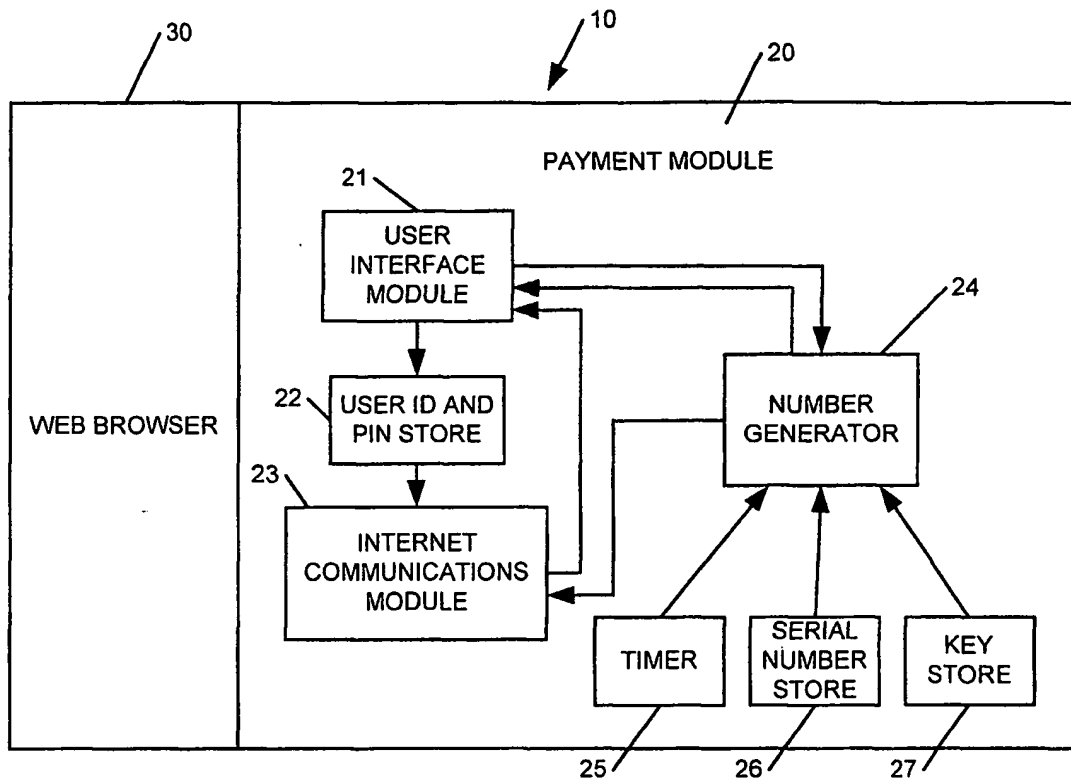 30
10
20
PAYMENT MODULE
21
USER
INTERFACE
MODULE
24
22
USER ID AND
PIN STORE
WEB BROWSER
NUMBER
GENERATOR
23
INTERNET
COMMUNICATIONS
MODULE
TIMER
SERIAL
NUMBER
STORE
KEY
STORE
25
26
27